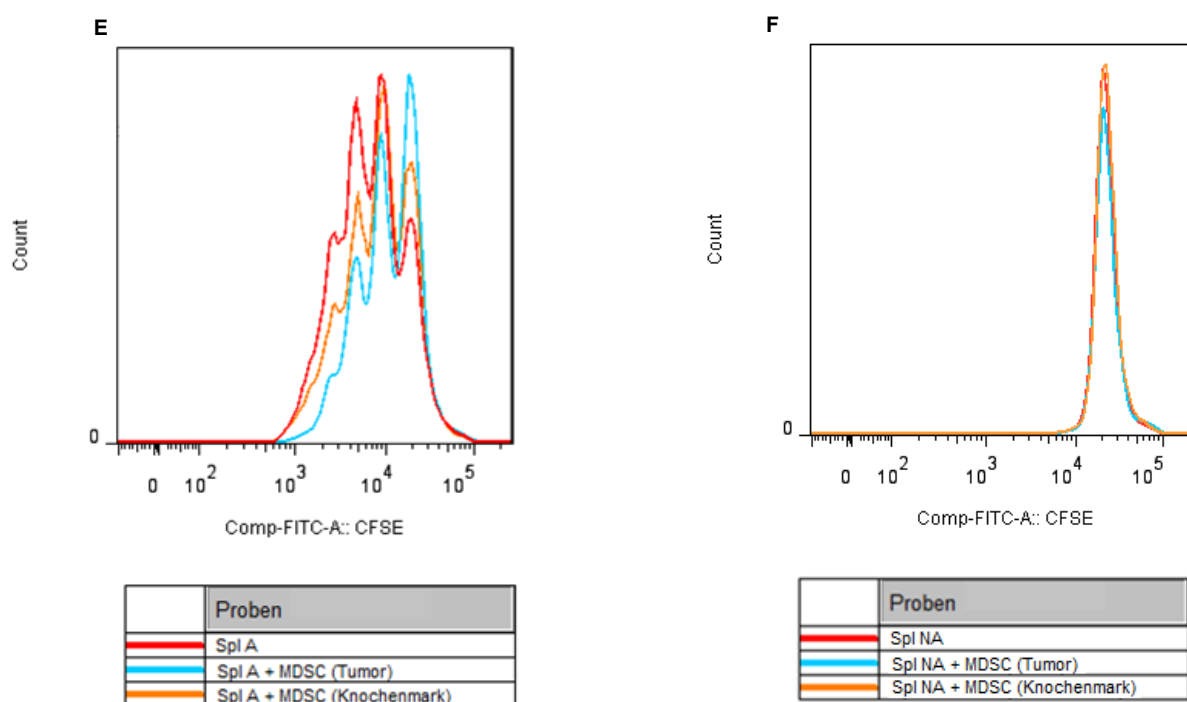 E
Count
0
0 10^2 10^3 10^4 10^5
Comp-FITC-A:: CFSE
Proben
Spl A
Spl A + MDSC (Tumor)
Spl A + MDSC (Knochenmark)
F
Count
0
0 10^2 10^3 10^4 10^5
Comp-FITC-A:: CFSE
Proben
Spl NA
Spl NA + MDSC (Tumor)
Spl NA + MDSC (Knochenmark)